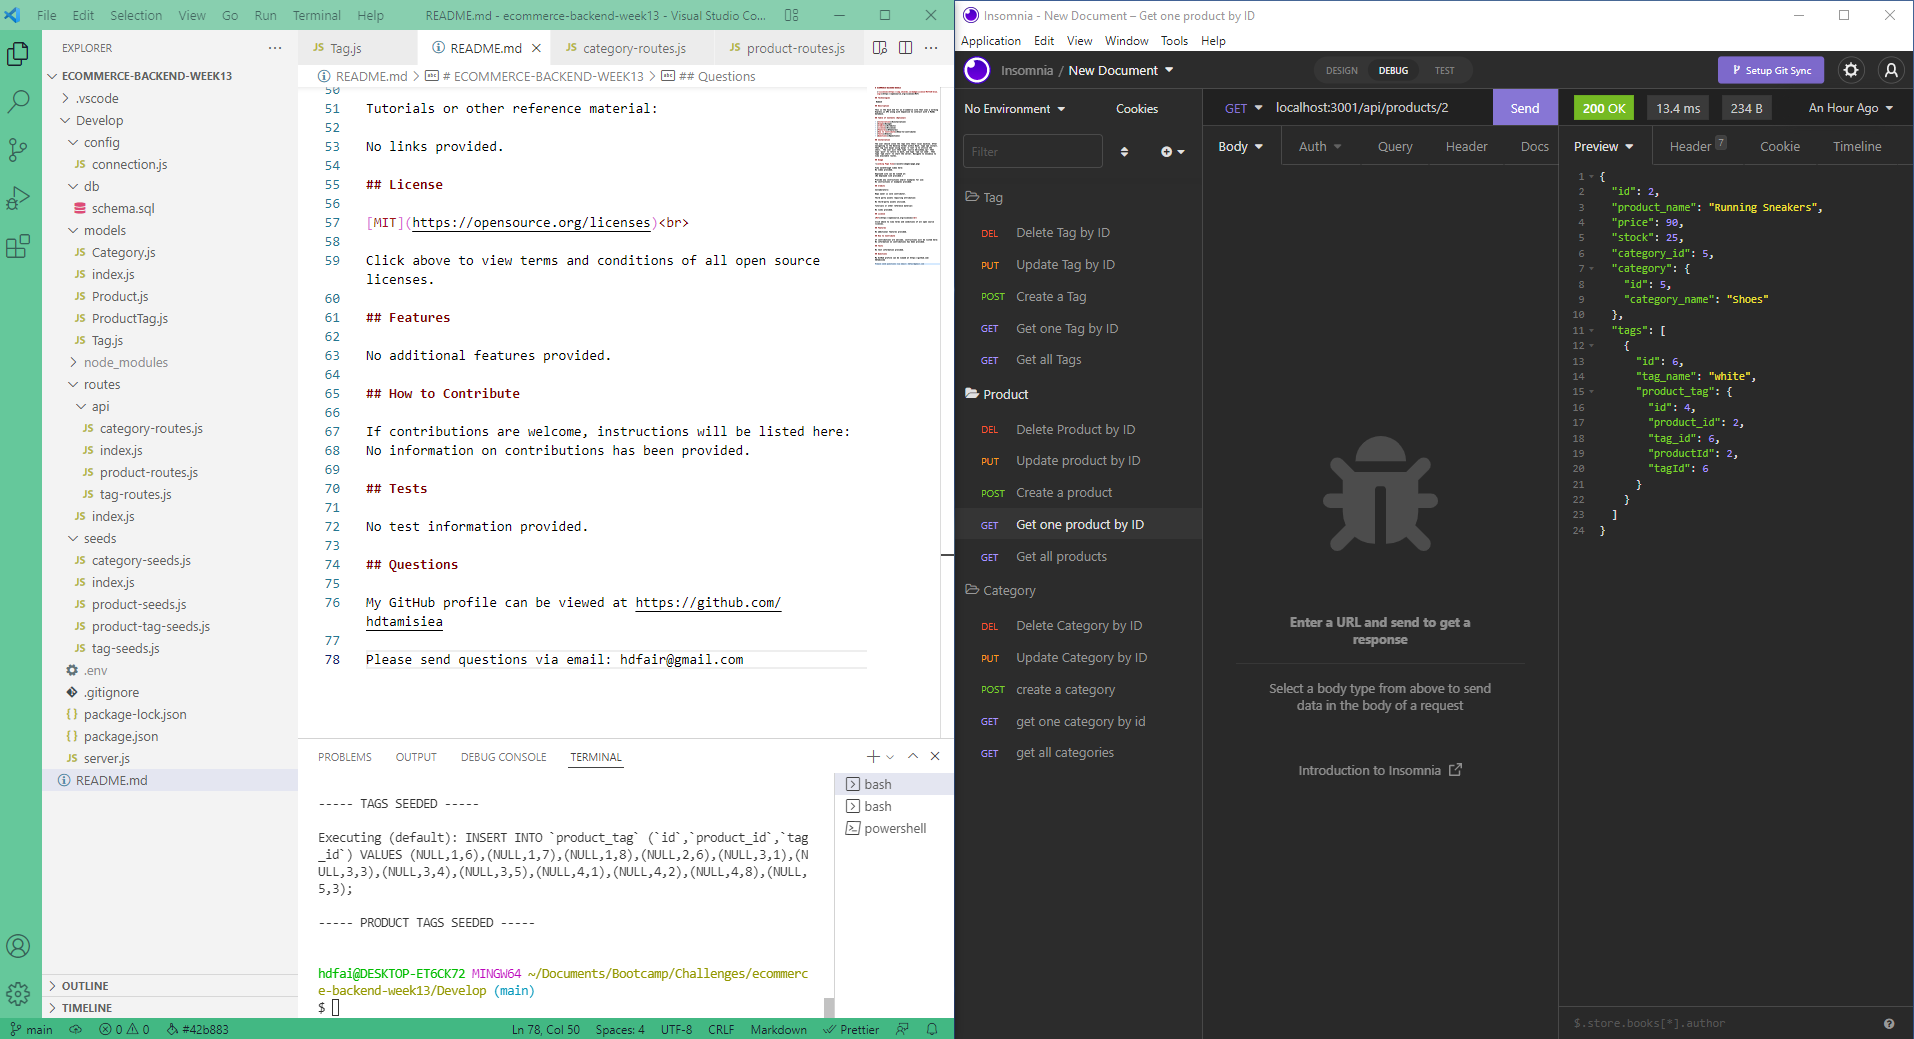 File Edit Selection View Go Run Terminal Help README.md - ecommerce-backend-week13 - Visual Studio Co...
EXPLORER ...
ECOMMERCE-BACKEND-WEEK13
.vscode
Develop
config
JS connection.js
db
schema.sql
models
JS Category.js
JS index.js
JS Product.js
JS ProductTag.js
JS Tag.js
node_modules
routes
api
JS category-routes.js
JS index.js
JS product-routes.js
JS tag-routes.js
JS index.js
seeds
JS category-seeds.js
JS index.js
JS product-seeds.js
JS product-tag-seeds.js
JS tag-seeds.js
.env
.gitignore
{} package-lock.json
{} package.json
JS server.js
README.md
OUTLINE
TIMELINE
JS Tag.js README.md JS category-routes.js JS product-routes.js ...
README.md > # ECOMMERCE-BACKEND-WEEK13 > ## Questions
50
51 Tutorials or other reference material:
52
53 No links provided.
54
55 ## License
56
57 [MIT](https://opensource.org/licenses)<br>
58
59 Click above to view terms and conditions of all open source
licenses.
60
61 ## Features
62
63 No additional features provided.
64
65 ## How to Contribute
66
67 If contributions are welcome, instructions will be listed here:
68 No information on contributions has been provided.
69
70 ## Tests
71
72 No test information provided.
73
74 ## Questions
75
76 My GitHub profile can be viewed at https://github.com/
hdtamisiea
77
78 Please send questions via email: hdfair@gmail.com
PROBLEMS OUTPUT DEBUG CONSOLE TERMINAL
bash
bash
powershell
----- TAGS SEEDED -----
Executing (default): INSERT INTO `product_tag` (`id`,`product_id`,`tag
_id`) VALUES (NULL,1,6),(NULL,1,7),(NULL,1,8),(NULL,2,6),(NULL,3,1),(N
ULL,3,3),(NULL,3,4),(NULL,3,5),(NULL,4,1),(NULL,4,2),(NULL,4,8),(NULL,
5,3);
----- PRODUCT TAGS SEEDED -----
hdfai@DESKTOP-ET6CK72 MINGW64 ~/Documents/Bootcamp/Challenges/ecommerc
e-backend-week13/Develop (main)
$
main 0 0 #42b883 Ln 78, Col 50 Spaces: 4 UTF-8 CRLF Markdown Prettier
Insomnia - New Document – Get one product by ID
Application Edit View Window Tools Help
Insomnia / New Document DESIGN DEBUG TEST Setup Git Sync
No Environment Cookies
Filter
Tag
DEL Delete Tag by ID
PUT Update Tag by ID
POST Create a Tag
GET Get one Tag by ID
GET Get all Tags
Product
DEL Delete Product by ID
PUT Update product by ID
POST Create a product
GET Get one product by ID
GET Get all products
Category
DEL Delete Category by ID
PUT Update Category by ID
POST create a category
GET get one category by id
GET get all categories
GET localhost:3001/api/products/2 Send
Body Auth Query Header Docs
Enter a URL and send to get a
response
Select a body type from above to send
data in the body of a request
Introduction to Insomnia
200 OK 13.4 ms 234 B An Hour Ago
Preview Header 7 Cookie Timeline
1 {
2 "id": 2,
3 "product_name": "Running Sneakers",
4 "price": 90,
5 "stock": 25,
6 "category_id": 5,
7 "category": {
8 "id": 5,
9 "category_name": "Shoes"
10 },
11 "tags": [
12 {
13 "id": 6,
14 "tag_name": "white",
15 "product_tag": {
16 "id": 4,
17 "product_id": 2,
18 "tag_id": 6,
19 "productId": 2,
20 "tagId": 6
21 }
22 }
23 ]
24 }
$.store.books[*].author